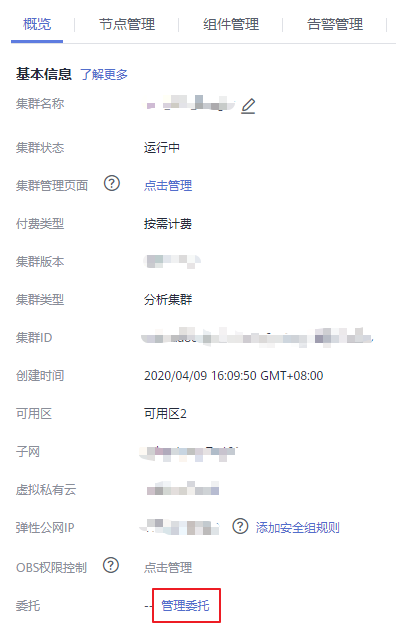 概览 节点管理 组件管理 告警管理
基本信息 了解更多
集群名称
集群状态 运行中
集群管理页面 ? 点击管理
付费类型 按需计费
集群版本
集群类型 分析集群
集群ID
创建时间 2020/04/09 16:09:50 GMT+08:00
可用区 可用区2
子网
虚拟私有云
弹性公网IP ? 添加安全组规则
OBS权限控制 ? 点击管理
委托 -- 管理委托